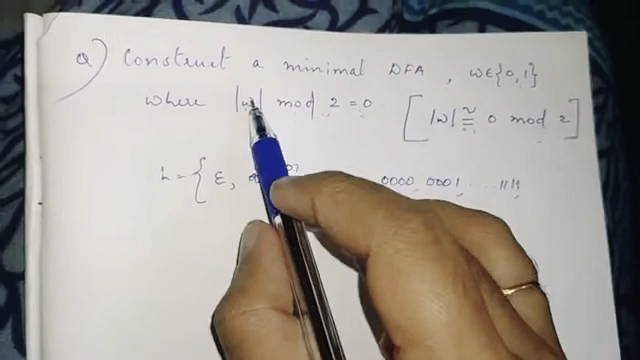 Q) Construct a minimal DFA, w∈{0,1}
where |w| mod 2 = 0 [|w| ≅ 0 mod 2]
L = { ε, 0000, 0001, ....1111,